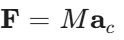 𝐅 = M𝐚_c